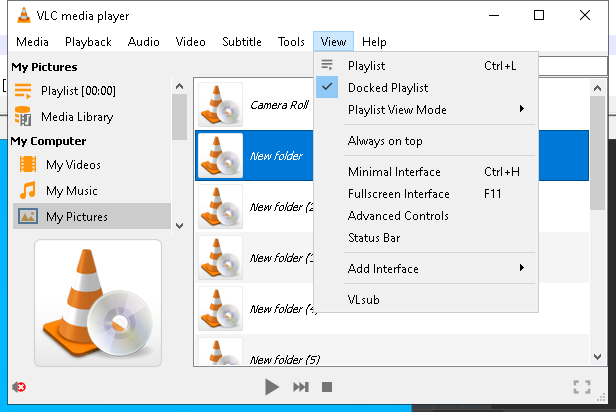 VLC media player
Media Playback Audio Video Subtitle Tools View Help
My Pictures
Playlist [00:00]
Media Library
My Computer
My Videos
My Music
My Pictures
Camera Roll
New folder
New folder (2
New folder (3
New folder (4)
New folder (5)
Playlist Ctrl+L
Docked Playlist
Playlist View Mode
Always on top
Minimal Interface Ctrl+H
Fullscreen Interface F11
Advanced Controls
Status Bar
Add Interface
VLsub